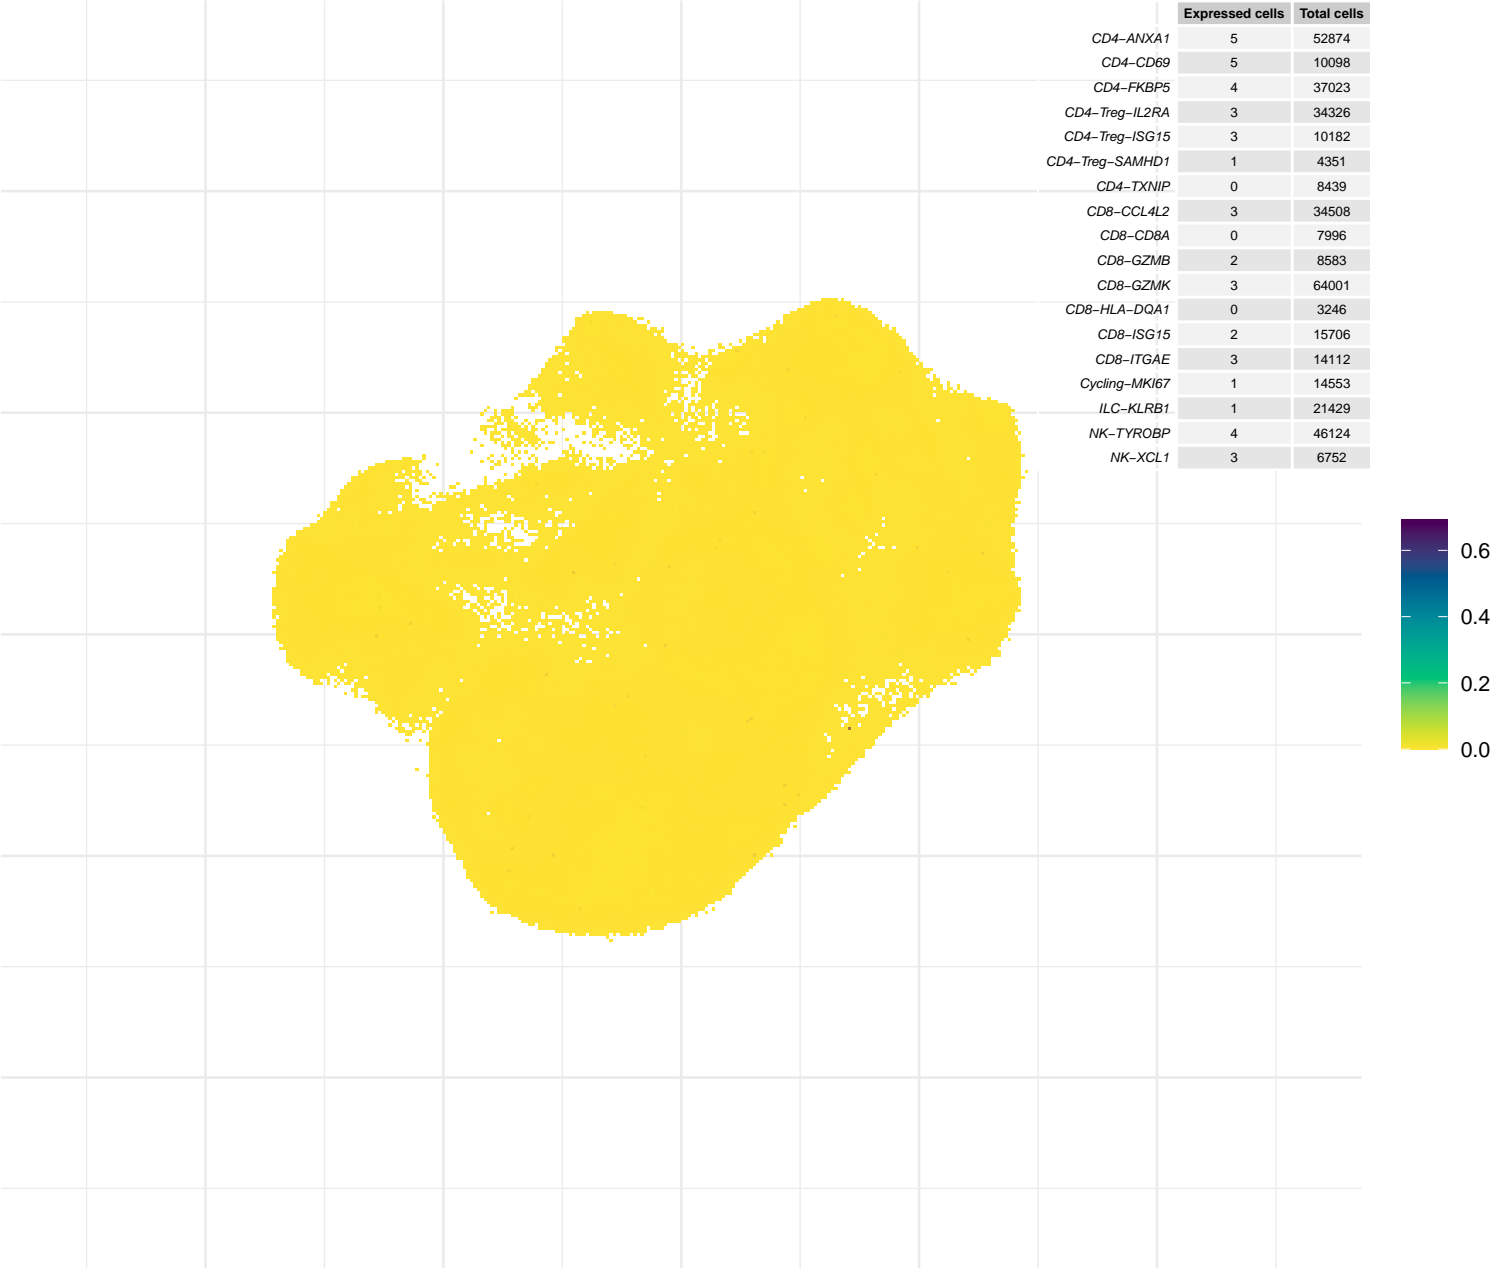 Expressed cells Total cells
CD4−ANXA1 5 52874
CD4−CD69 5 10098
CD4−FKBP5 4 37023
CD4−Treg−IL2RA 3 34326
CD4−Treg−ISG15 3 10182
CD4−Treg−SAMHD1 1 4351
CD4−TXNIP 0 8439
CD8−CCL4L2 3 34508
CD8−CD8A 0 7996
CD8−GZMB 2 8583
CD8−GZMK 3 64001
CD8−HLA−DQA1 0 3246
CD8−ISG15 2 15706
CD8−ITGAE 3 14112
Cycling−MKI67 1 14553
ILC−KLRB1 1 21429
NK−TYROBP 4 46124
NK−XCL1 3 6752
0.6
0.4
0.2
0.0